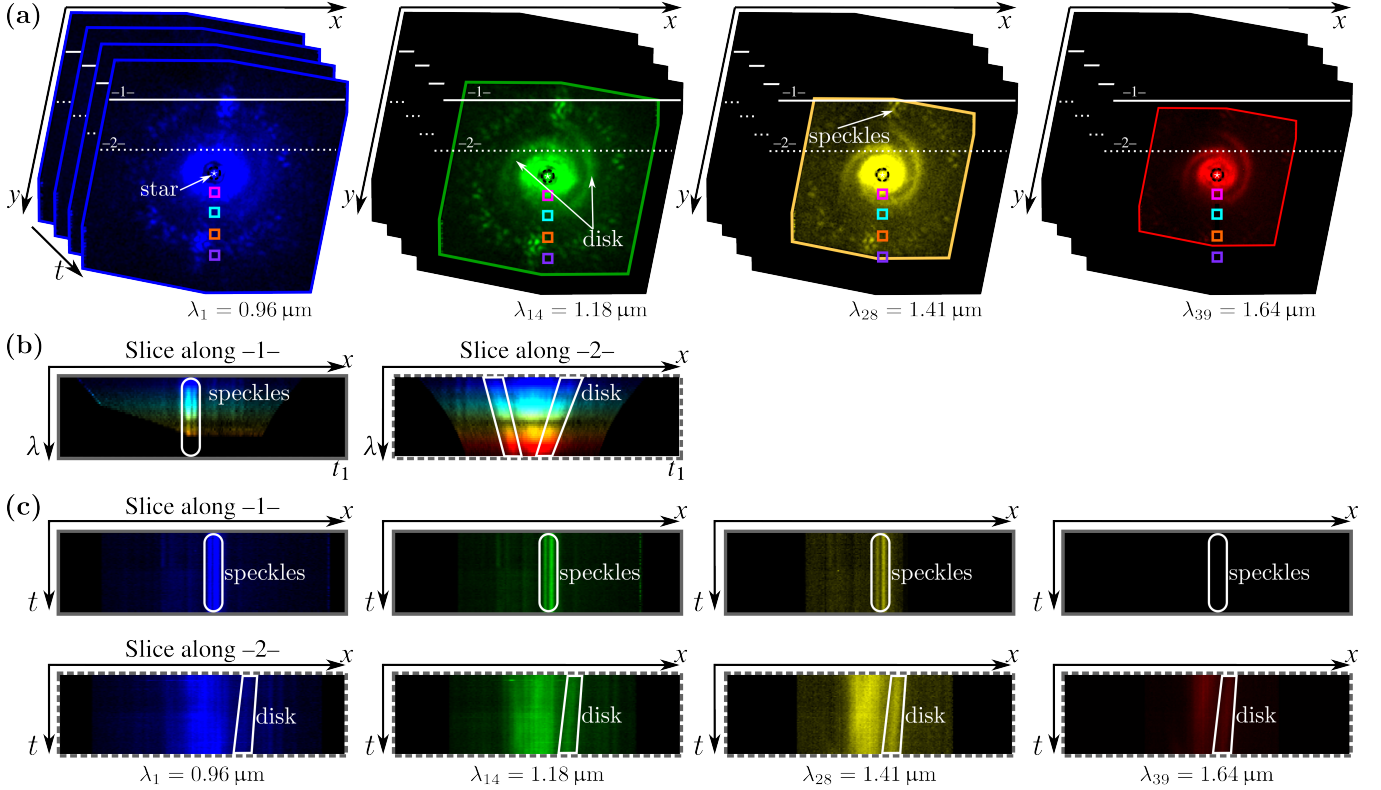 (a)
x x x x
–1– –1– –1– –1–
–2– –2– –2– –2–
speckles
star
disk
y y y y
t
λ₁ = 0.96 µm λ₁₄ = 1.18 µm λ₂₈ = 1.41 µm λ₃₉ = 1.64 µm
(b)
Slice along –1– x Slice along –2– x
speckles disk
λ λ
t₁ t₁
(c)
Slice along –1– x x x x
speckles speckles speckles speckles
t t t t
Slice along –2– x x x x
disk disk disk disk
t t t t
λ₁ = 0.96 µm λ₁₄ = 1.18 µm λ₂₈ = 1.41 µm λ₃₉ = 1.64 µm